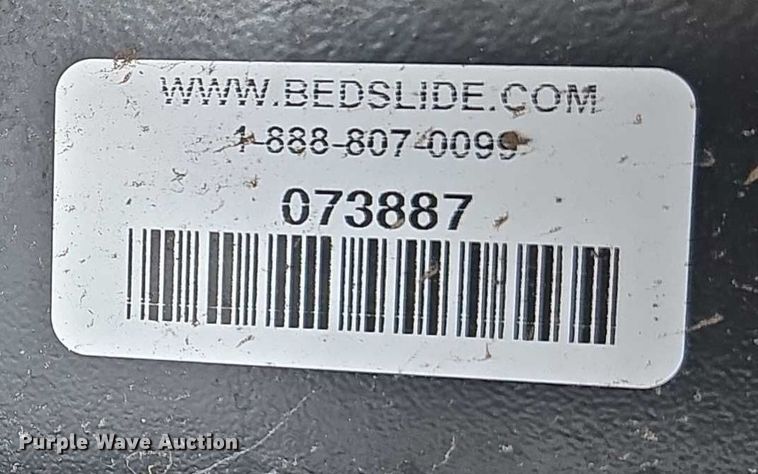 WWW.BEDSLIDE.COM
1-888-807-0099
073887
Purple Wave Auction